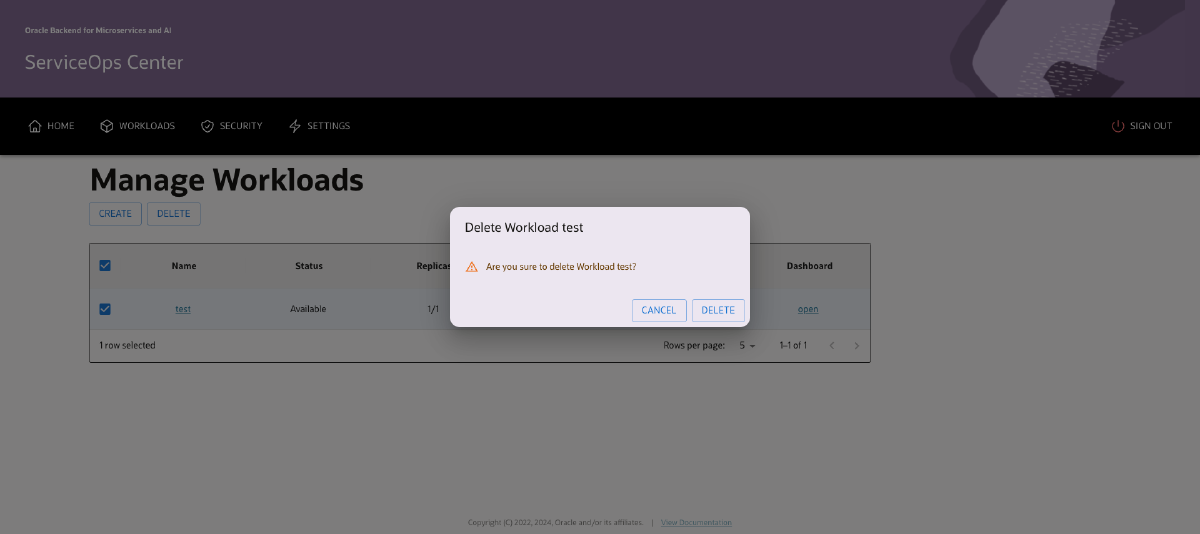 Oracle Backend for Microservices and AI
ServiceOps Center
HOME WORKLOADS SECURITY SETTINGS SIGN OUT
Manage Workloads
CREATE DELETE
Delete Workload test
Are you sure to delete Workload test?
CANCEL DELETE
Name Status Replicas Dashboard
test Available 1/1 open
1 row selected Rows per page: 5 1–1 of 1
Copyright (C) 2022, 2024, Oracle and/or its affiliates. | View Documentation